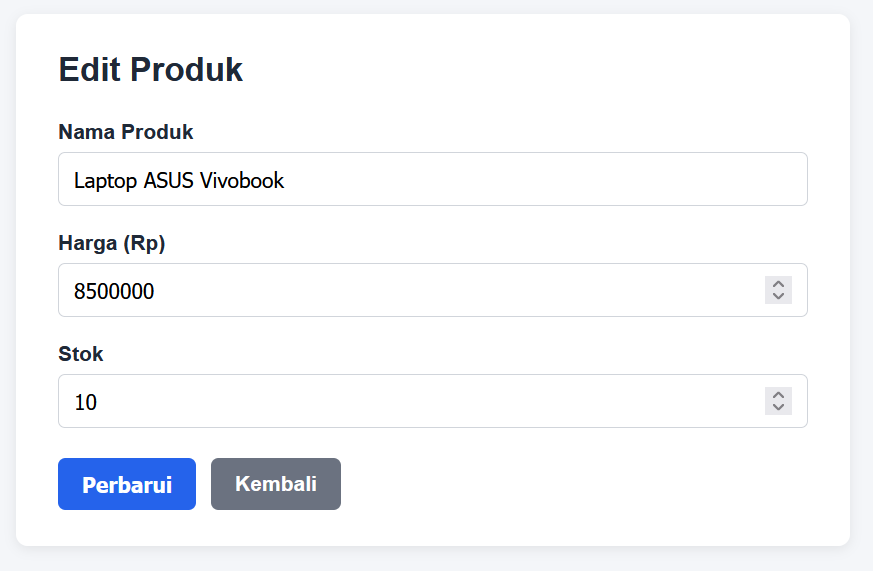 Edit Produk
Nama Produk
Laptop ASUS Vivobook
Harga (Rp)
8500000
Stok
10
Perbarui Kembali